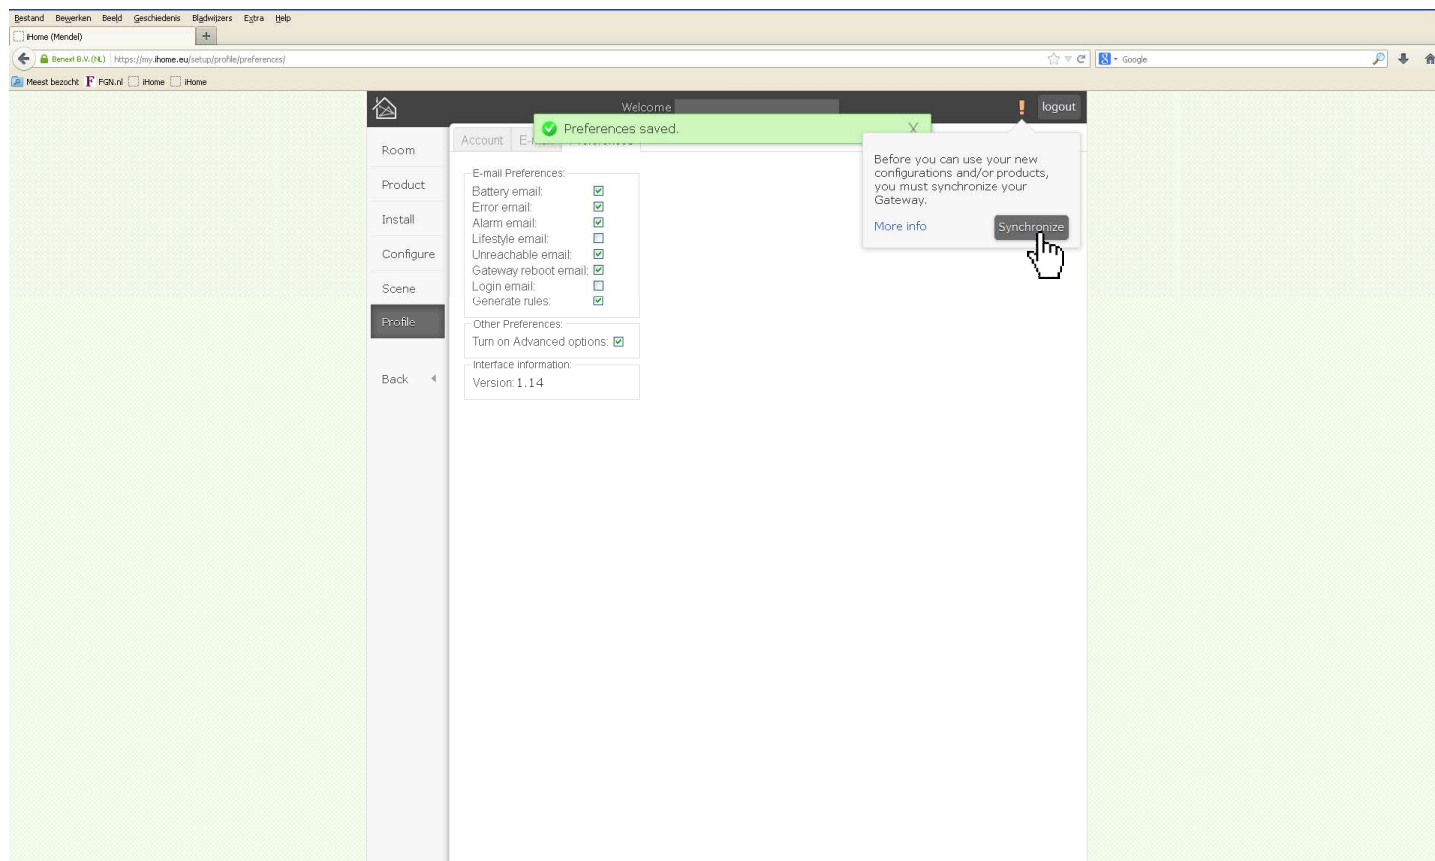 Bestand Bewerken Beeld Geschiedenis Bladwijzers Extra Help
iHome (Mendel) +
Benext B.V. (NL) https://my.ihome.eu/setup/profile/preferences/ Google
Meest bezocht F FGN.nl iHome iHome
Welcome ! logout
Preferences saved. X
Account
Room
Product
Install
Configure
Scene
Profile
Back
E-mail Preferences:
Battery email:
Error email:
Alarm email:
Lifestyle email:
Unreachable email:
Gateway reboot email:
Login email:
Generate rules:
Other Preferences:
Turn on Advanced options:
Interface information:
Version: 1.14
Before you can use your new
configurations and/or products,
you must synchronize your
Gateway.
More info Synchronize